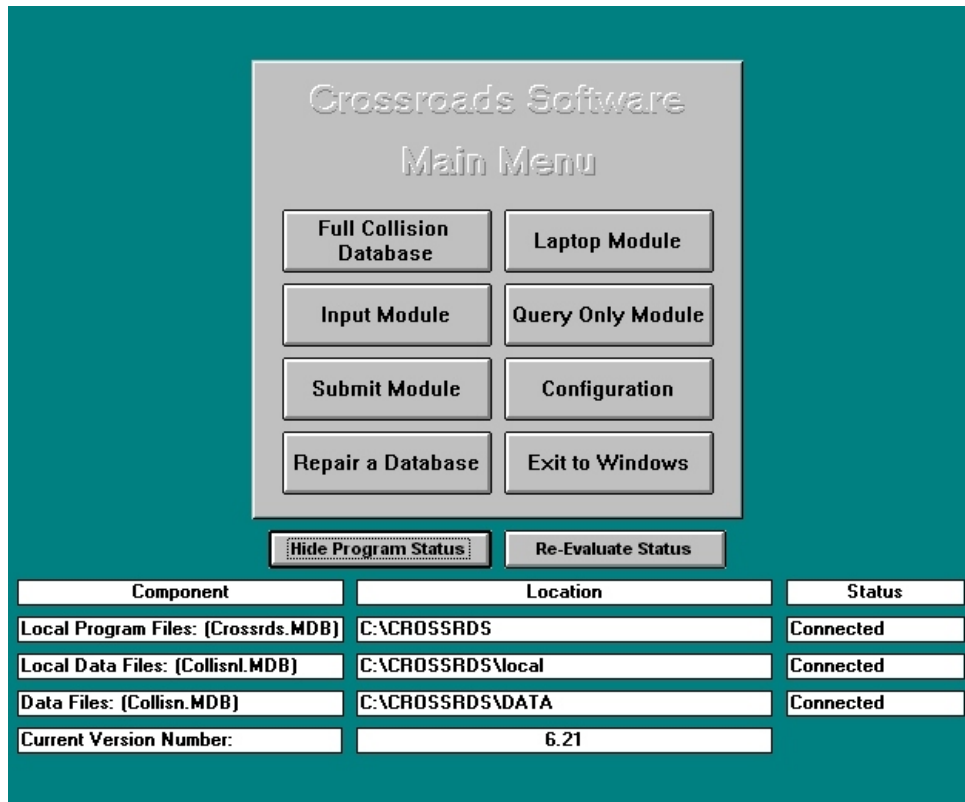 Crossroads Software
Main Menu
Full Collision
Database
Laptop Module
Input Module
Query Only Module
Submit Module
Configuration
Repair a Database
Exit to Windows
Hide Program Status
Re-Evaluate Status
Component Location Status
Local Program Files: (Crossrds.MDB) C:\CROSSRDS Connected
Local Data Files: (Collisnl.MDB) C:\CROSSRDS\local Connected
Data Files: (Collisn.MDB) C:\CROSSRDS\DATA Connected
Current Version Number: 6.21